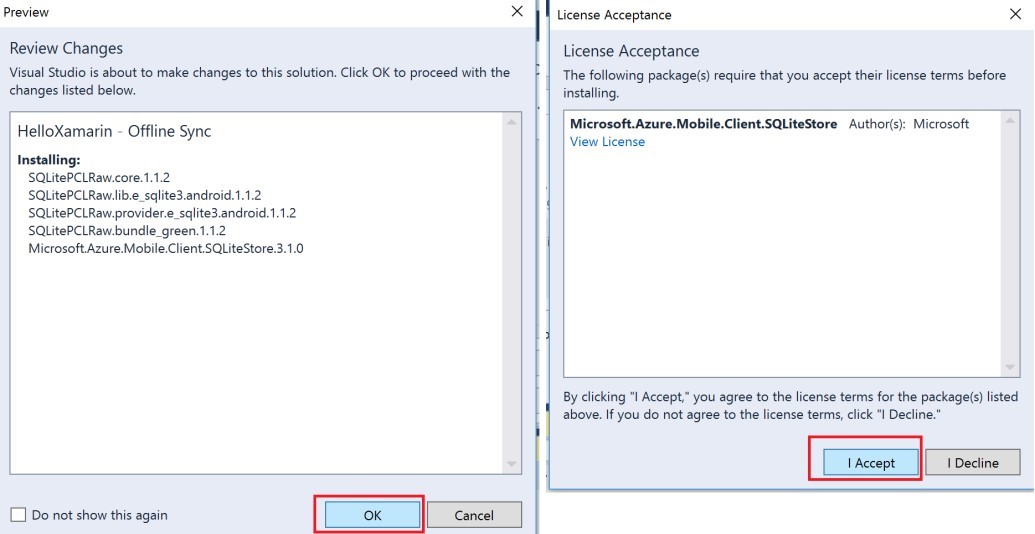 Preview
Review Changes
Visual Studio is about to make changes to this solution. Click OK to proceed with the
changes listed below.
HelloXamarin - Offline Sync
Installing:
SQLitePCLRaw.core.1.1.2
SQLitePCLRaw.lib.e_sqlite3.android.1.1.2
SQLitePCLRaw.provider.e_sqlite3.android.1.1.2
SQLitePCLRaw.bundle_green.1.1.2
Microsoft.Azure.Mobile.Client.SQLiteStore.3.1.0
Do not show this again
OK
Cancel
License Acceptance
License Acceptance
The following package(s) require that you accept their license terms before
installing.
Microsoft.Azure.Mobile.Client.SQLiteStore Author(s): Microsoft
View License
By clicking "I Accept," you agree to the license terms for the package(s) listed
above. If you do not agree to the license terms, click "I Decline."
I Accept
I Decline